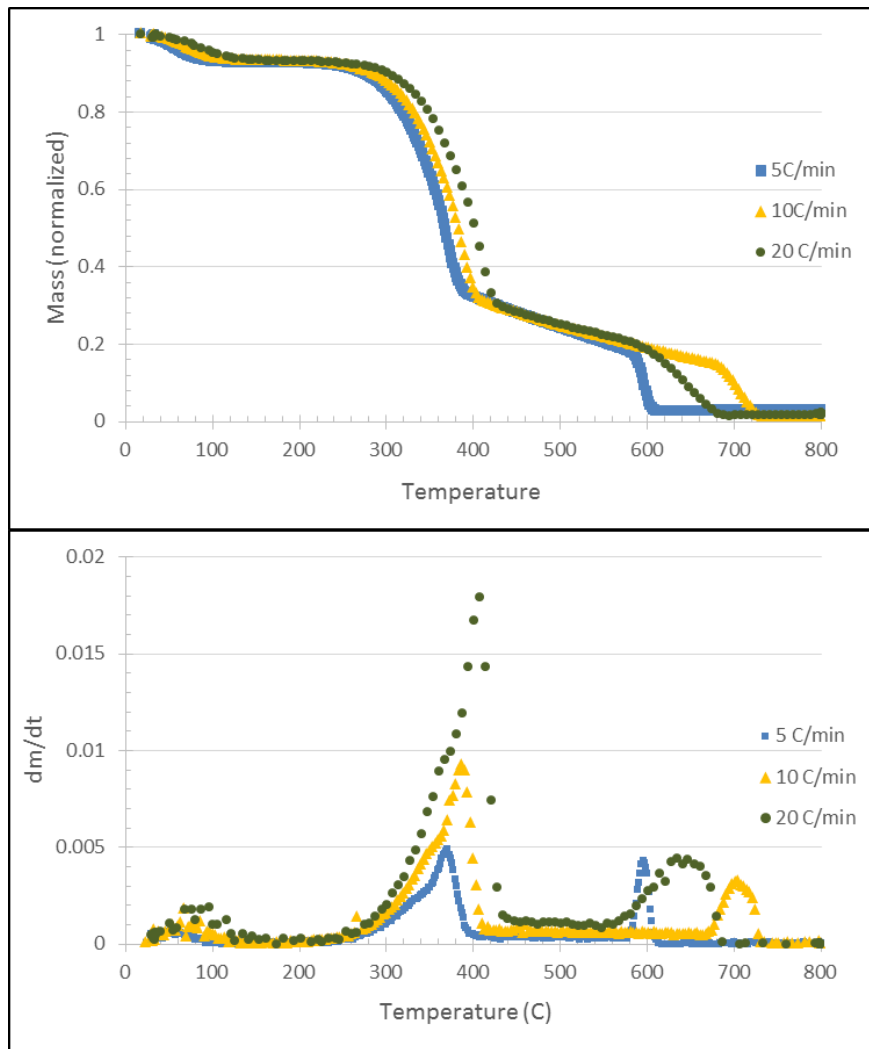 1
0.8
0.6
0.4
0.2
0
Mass (normalized)
0 100 200 300 400 500 600 700 800
Temperature
5C/min
10C/min
20 C/min
0.02
0.015
0.01
0.005
0
dm/dt
0 100 200 300 400 500 600 700 800
Temperature (C)
5 C/min
10 C/min
20 C/min